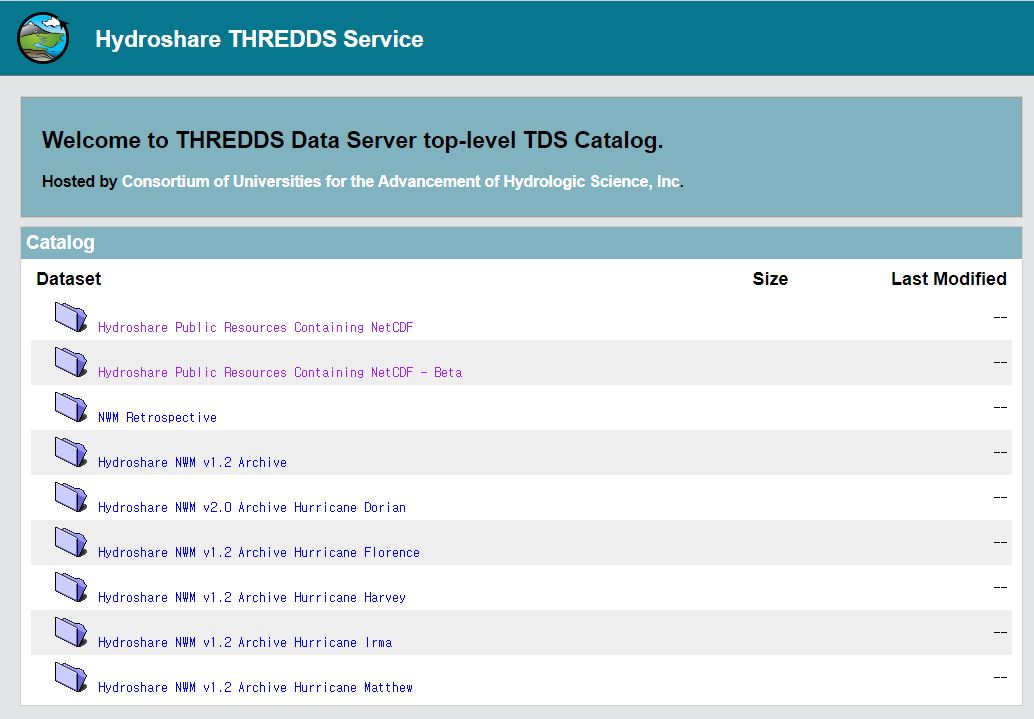 Hydroshare THREDDS Service
Welcome to THREDDS Data Server top-level TDS Catalog.
Hosted by Consortium of Universities for the Advancement of Hydrologic Science, Inc.
Catalog
Dataset Size Last Modified
Hydroshare Public Resources Containing NetCDF --
Hydroshare Public Resources Containing NetCDF - Beta --
NWM Retrospective --
Hydroshare NWM v1.2 Archive --
Hydroshare NWM v2.0 Archive Hurricane Dorian --
Hydroshare NWM v1.2 Archive Hurricane Florence --
Hydroshare NWM v1.2 Archive Hurricane Harvey --
Hydroshare NWM v1.2 Archive Hurricane Irma --
Hydroshare NWM v1.2 Archive Hurricane Matthew --